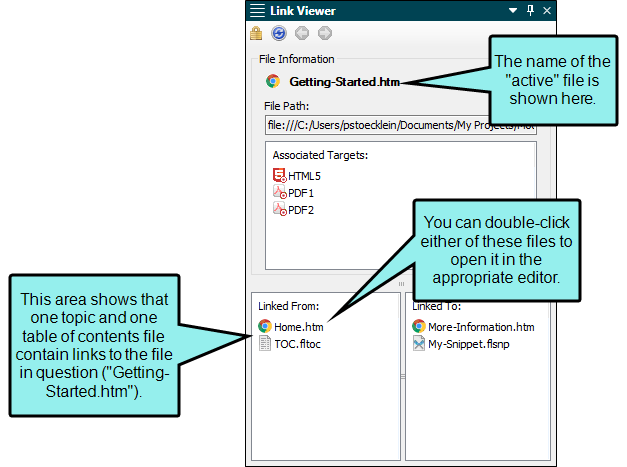 Link Viewer
File Information
Getting-Started.htm
The name of the
"active" file is
shown here.
File Path:
file:///C:/Users/pstoecklein/Documents/My Projects/
Associated Targets:
HTML5
PDF1
PDF2
You can double-click
either of these files to
open it in the
appropriate editor.
This area shows that
one topic and one
table of contents file
contain links to the file
in question ("Getting-
Started.htm").
Linked From:
Home.htm
TOC.fltoc
Linked To:
More-Information.htm
My-Snippet.flsnp